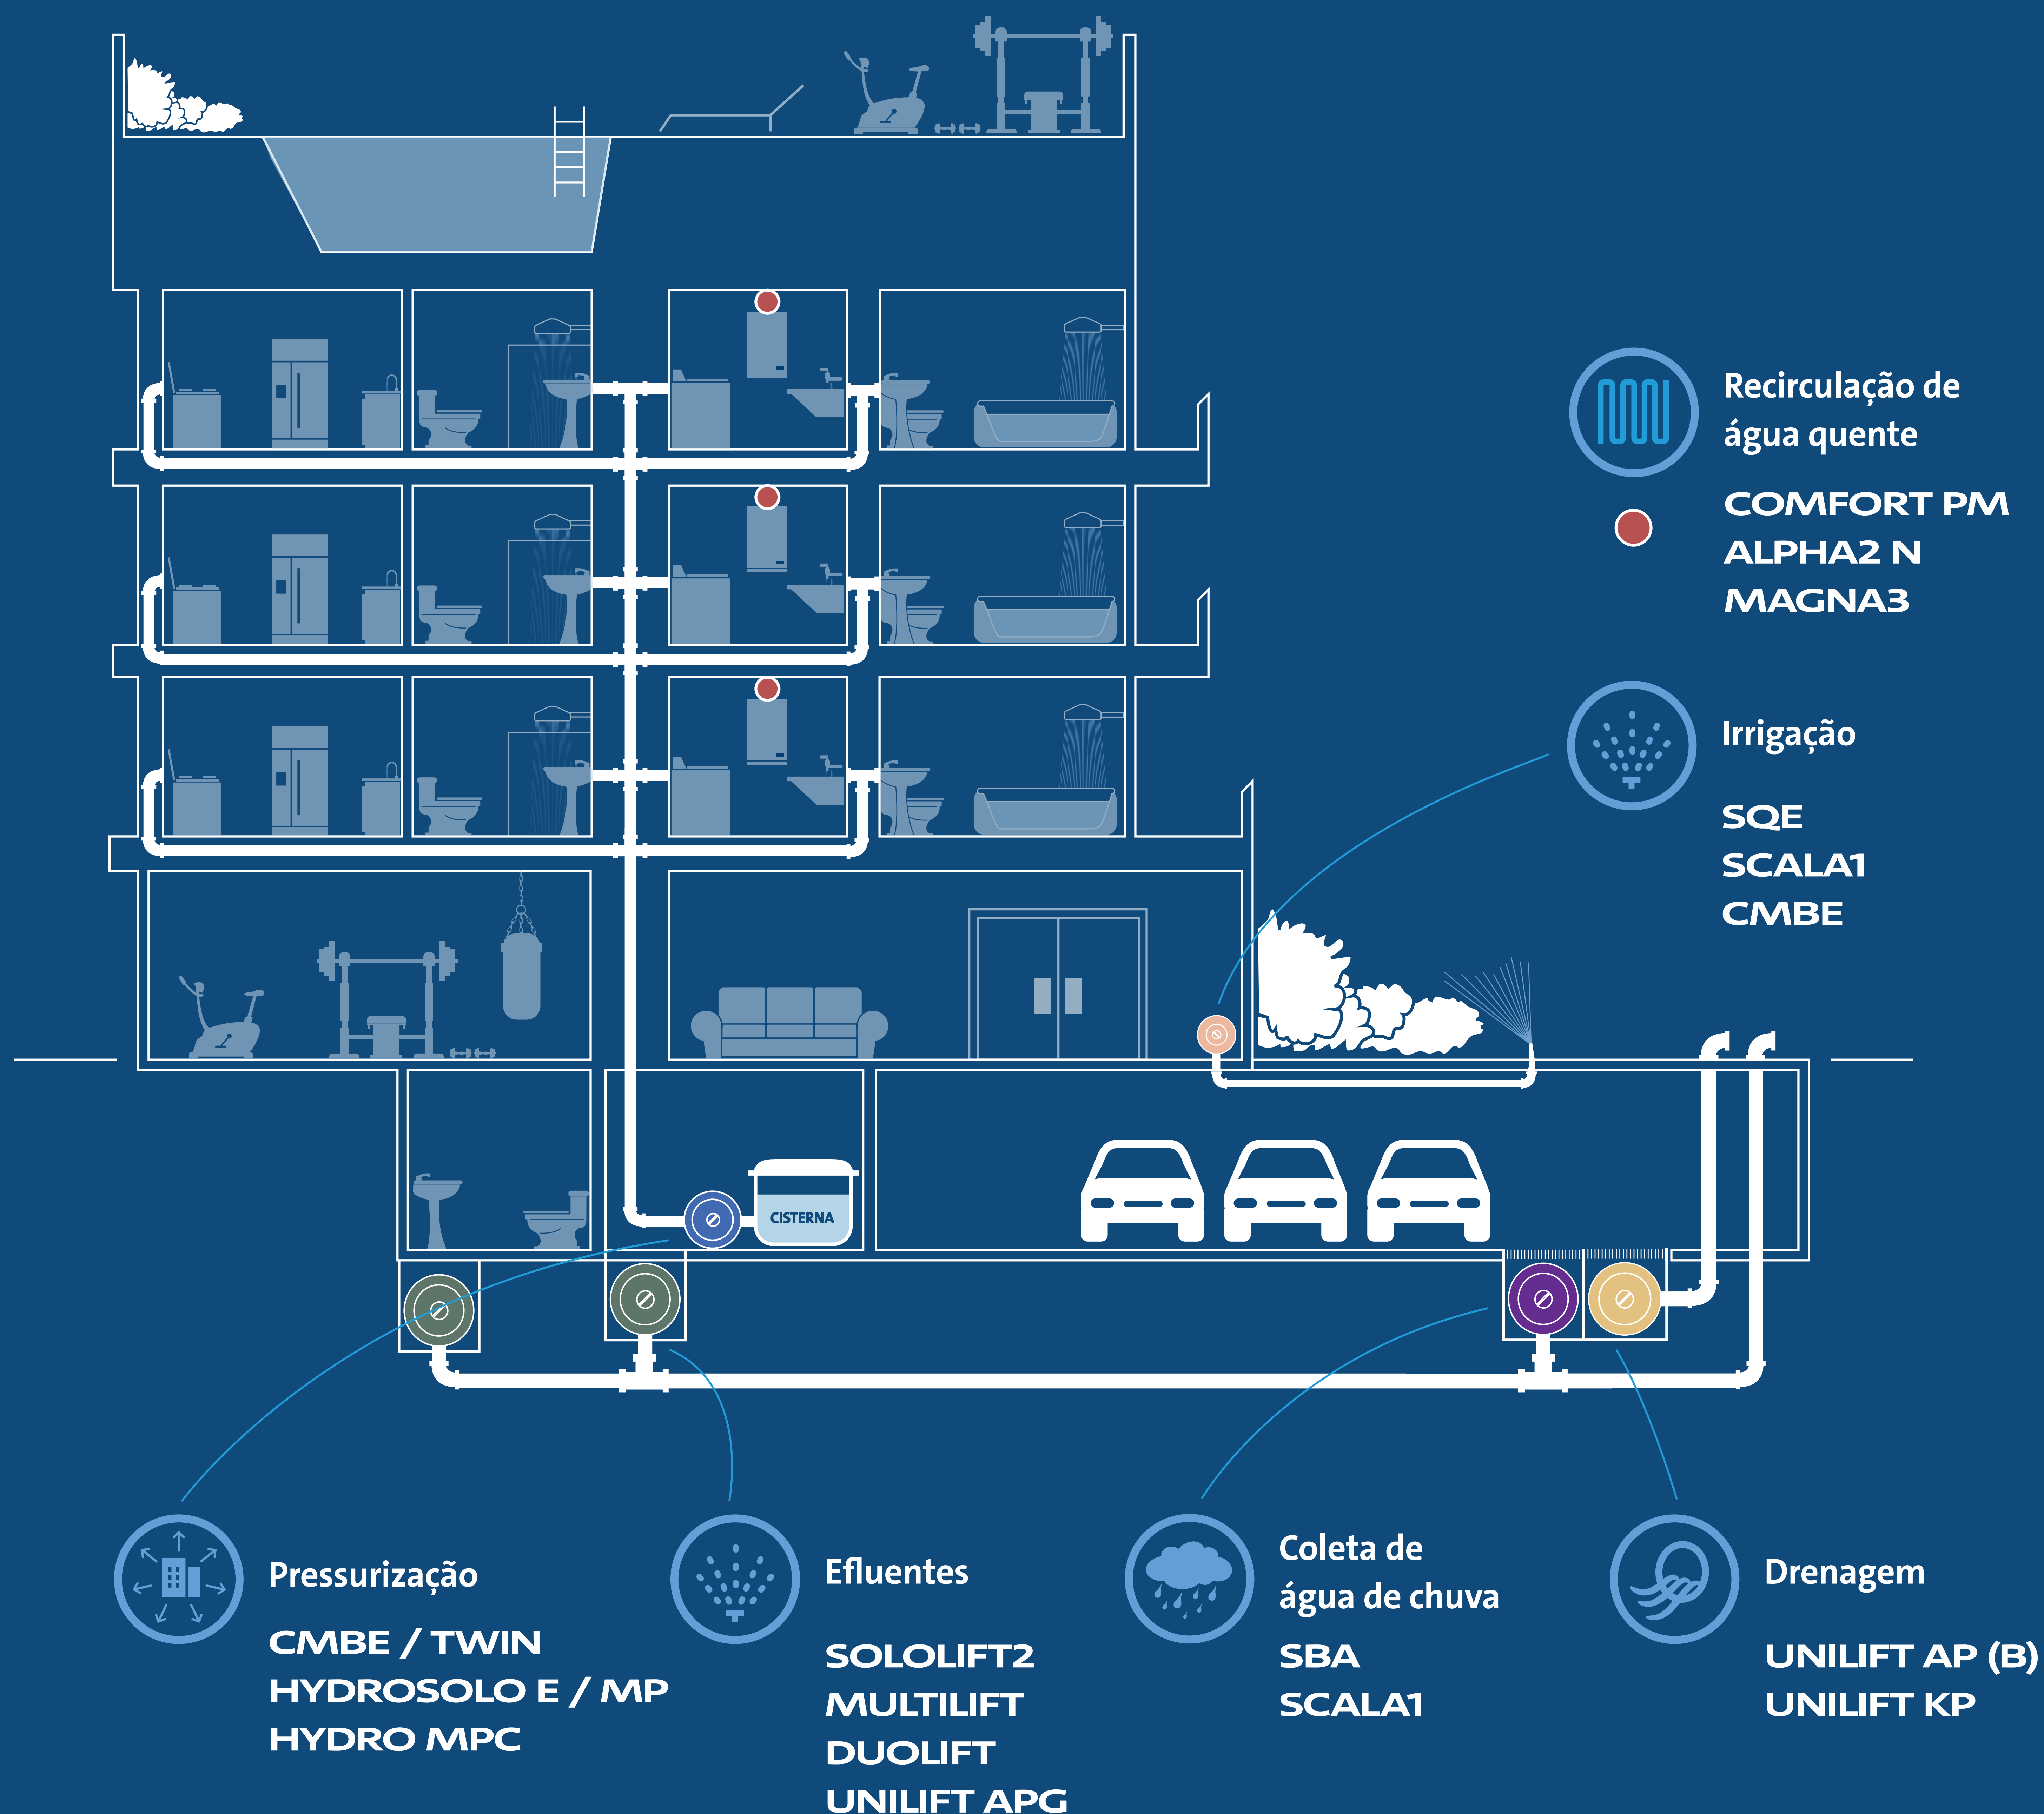 Recirculação de
água quente
COMFORT PM
ALPHA2 N
MAGNA3
Irrigação
SQE
SCALA1
CMBE
CISTERNA
Pressurização
CMBE / TWIN
HYDROSOLO E / MP
HYDRO MPC
Efluentes
SOLOLIFT2
MULTILIFT
DUOLIFT
UNILIFT APG
Coleta de
água de chuva
SBA
SCALA1
Drenagem
UNILIFT AP (B)
UNILIFT KP